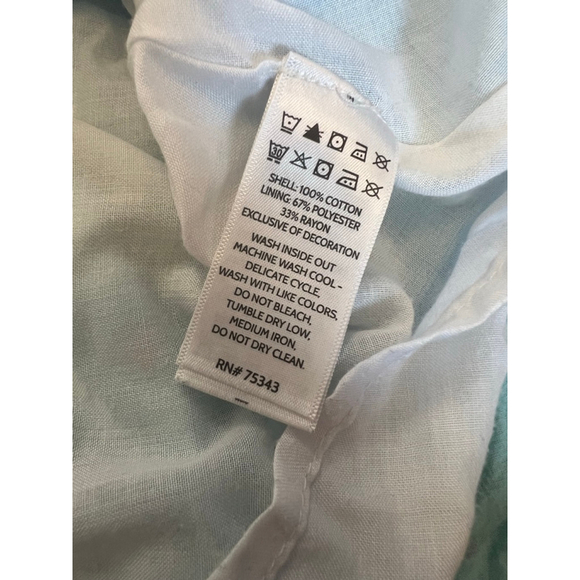 30
SHELL: 100% COTTON
LINING: 67% POLYESTER
33% RAYON
EXCLUSIVE OF DECORATION
WASH INSIDE OUT
MACHINE WASH COOL -
DELICATE CYCLE,
WASH WITH LIKE COLORS.
DO NOT BLEACH.
TUMBLE DRY LOW,
MEDIUM IRON.
DO NOT DRY CLEAN.
RN# 75343